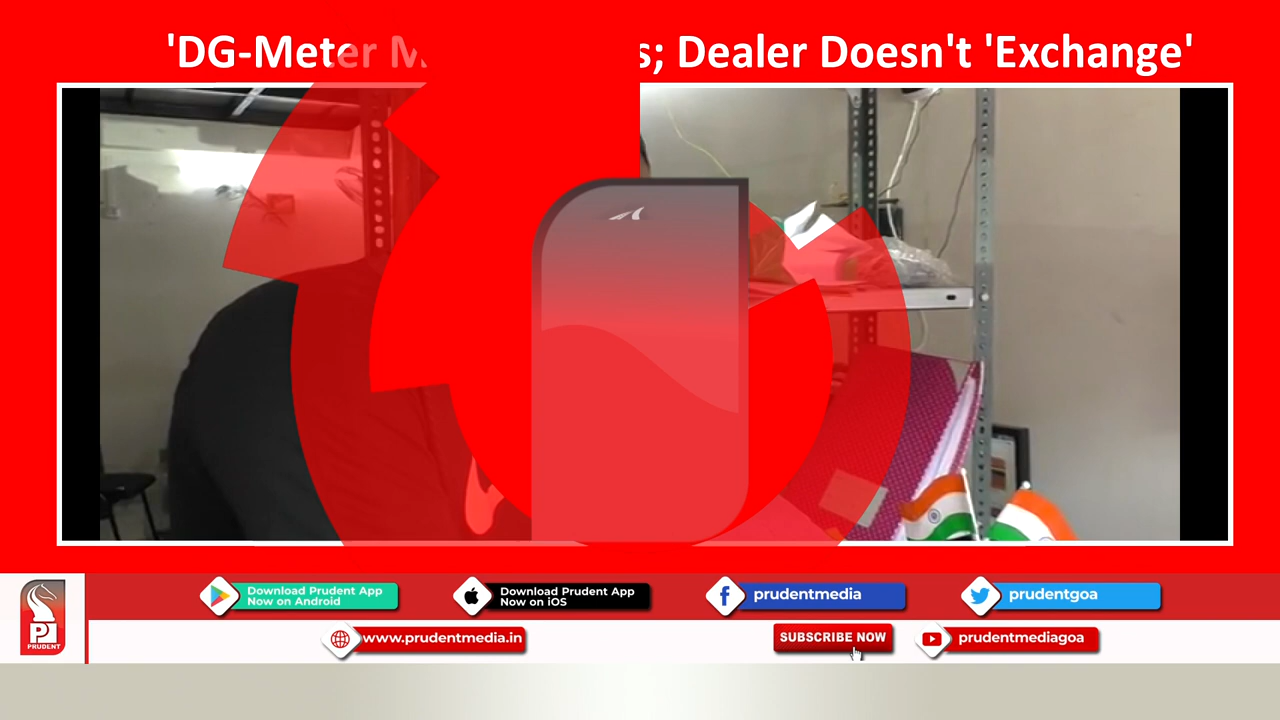 'DG-Meter
Dealer Doesn't 'Exchange'
Download Prudent App
Now on Android
Download Prudent App
Now on iOS
prudentmedia
prudentgoa
PRUDENT
www.prudentmedia.in
SUBSCRIBE NOW
prudentmediagoa